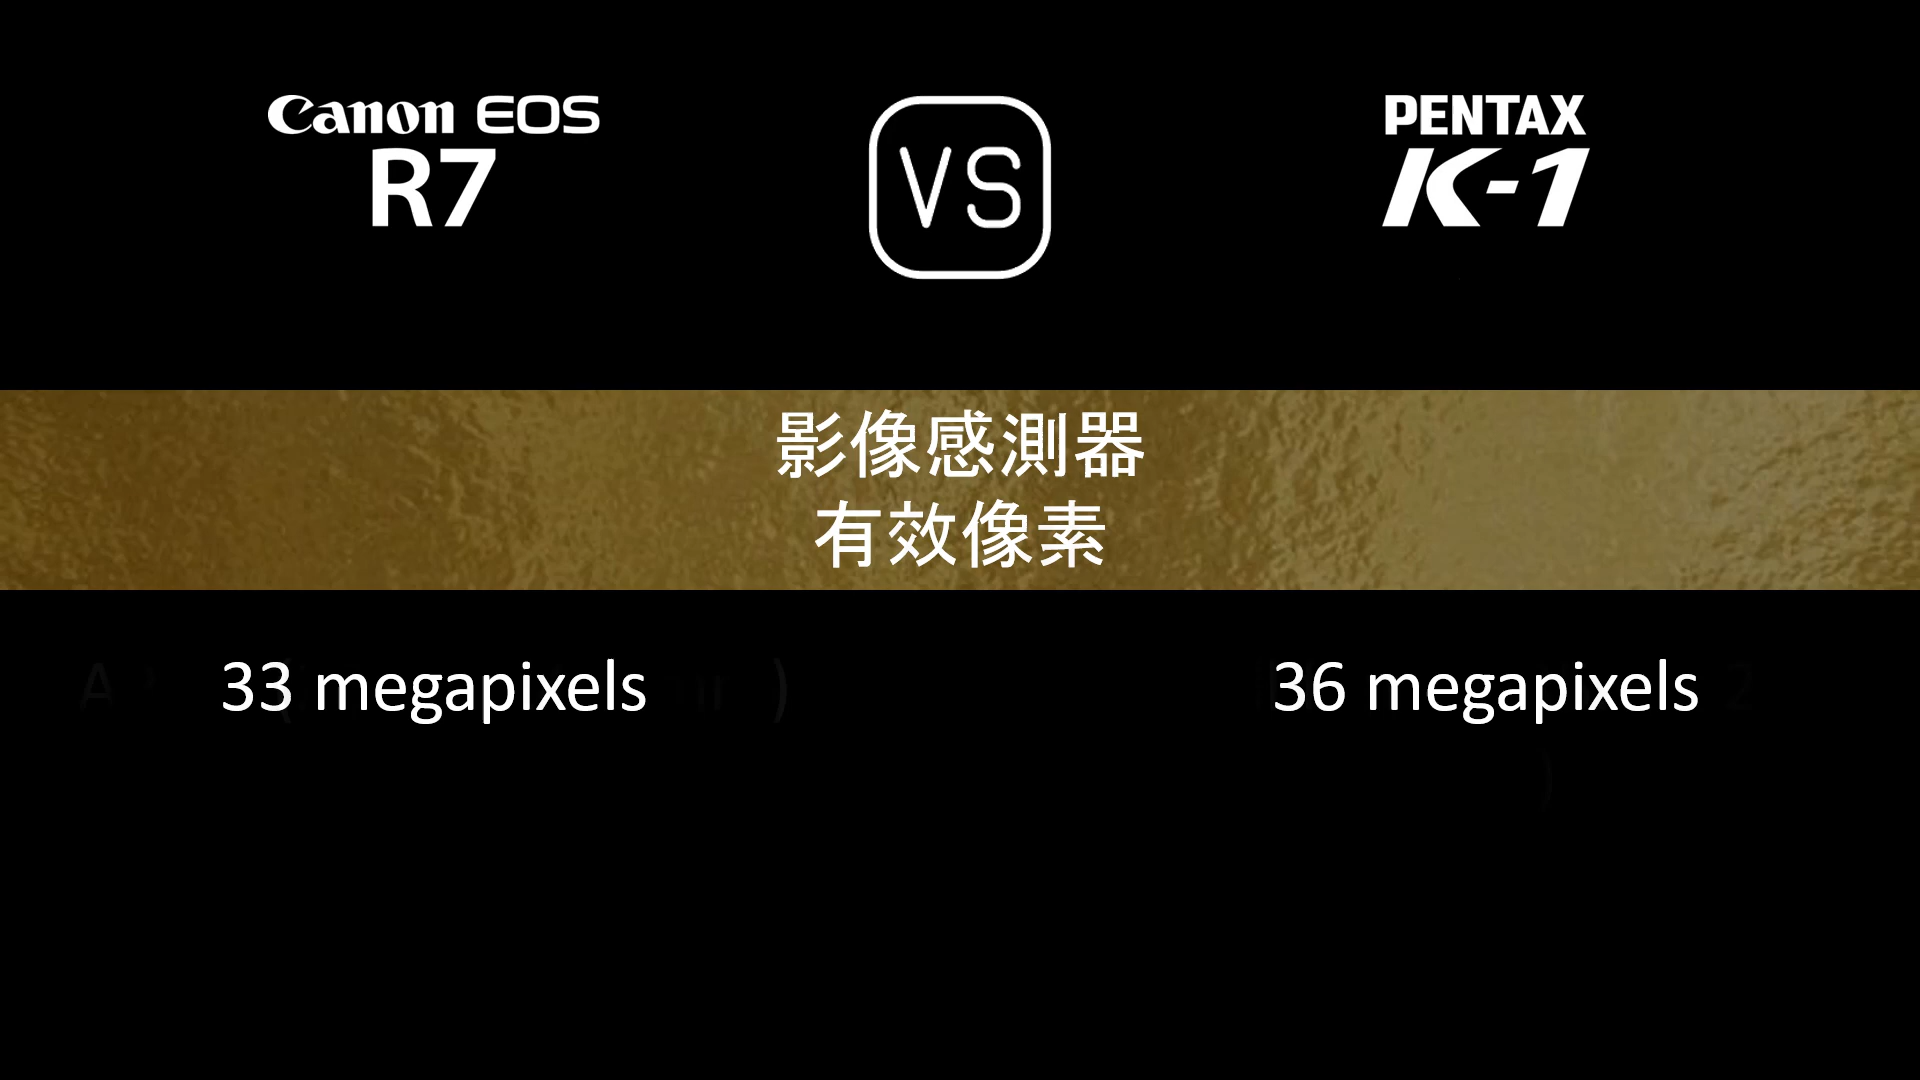 Canon EOS
R7
VS
PENTAX
K-1
影像感測器
有效像素
33 megapixels
36 megapixels